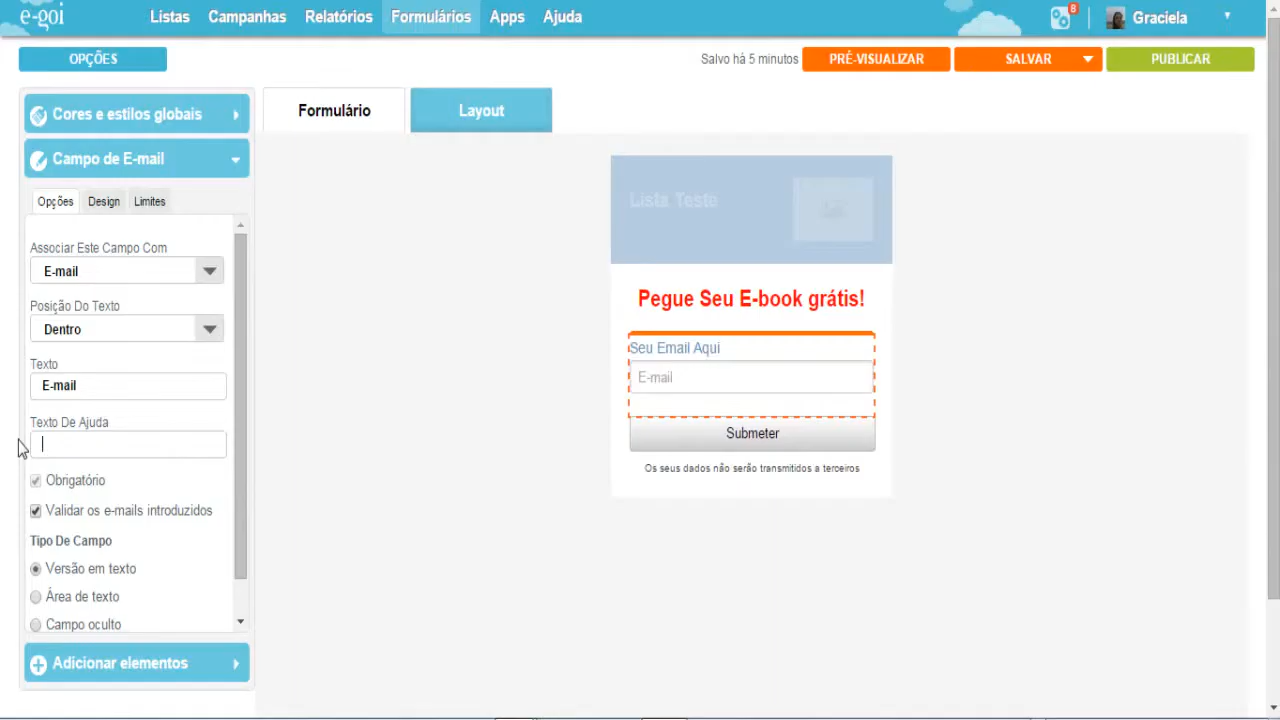 e-goi
Listas Campanhas Relatórios Formulários Apps Ajuda
8
Graciela
OPÇÕES
Salvo há 5 minutos
PRÉ-VISUALIZAR
SALVAR
PUBLICAR
Cores e estilos globais
Formulário
Layout
Campo de E-mail
Opções Design Limites
Associar Este Campo Com
E-mail
Posição Do Texto
Dentro
Texto
E-mail
Texto De Ajuda
Obrigatório
Validar os e-mails introduzidos
Tipo De Campo
Versão em texto
Área de texto
Campo oculto
Adicionar elementos
Lista Teste
Pegue Seu E-book grátis!
Seu Email Aqui
E-mail
Submeter
Os seus dados não serão transmitidos a terceiros